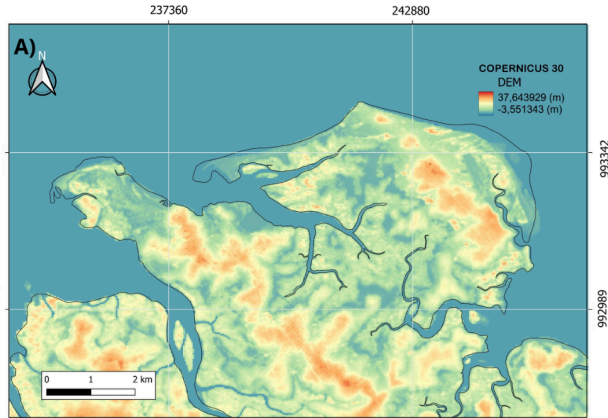 237360
242880
A)
N
COPERNICUS 30
DEM
37,643929 (m)
-3,551343 (m)
993342
992989
0 1 2 km